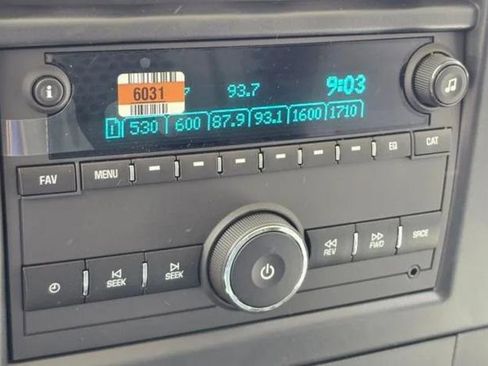 6031
7 93.7 9:03
1 530 600 87.9 93.1 1600 1710
FAV MENU EQ CAT
SEEK SEEK REV FWD SRCE